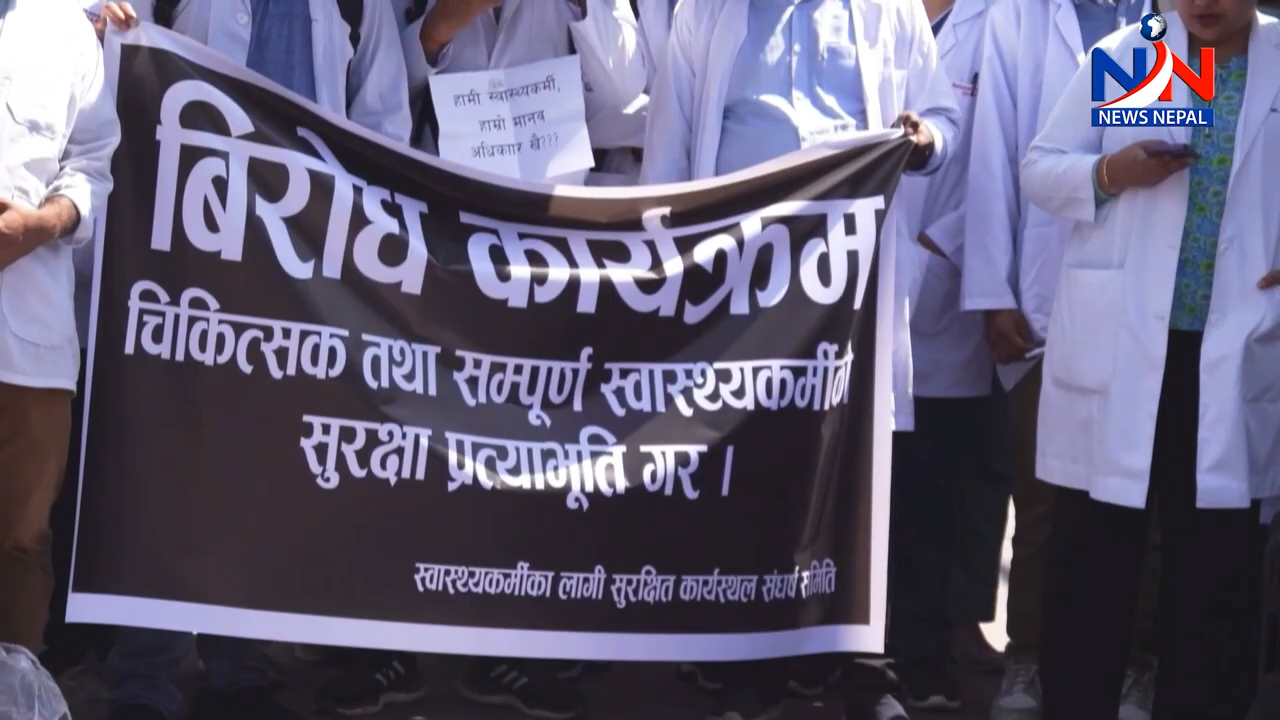 NN
NEWS NEPAL
हामी स्वास्थ्यकर्मी,
हाम्रो मानव
अधिकार खै???
बिरोध कार्यक्रम
चिकित्सक तथा सम्पूर्ण स्वास्थ्यकर्मीको
सुरक्षा प्रत्याभूति गर ।
स्वास्थ्यकर्मीका लागी सुरक्षित कार्यस्थल संघर्ष समिति